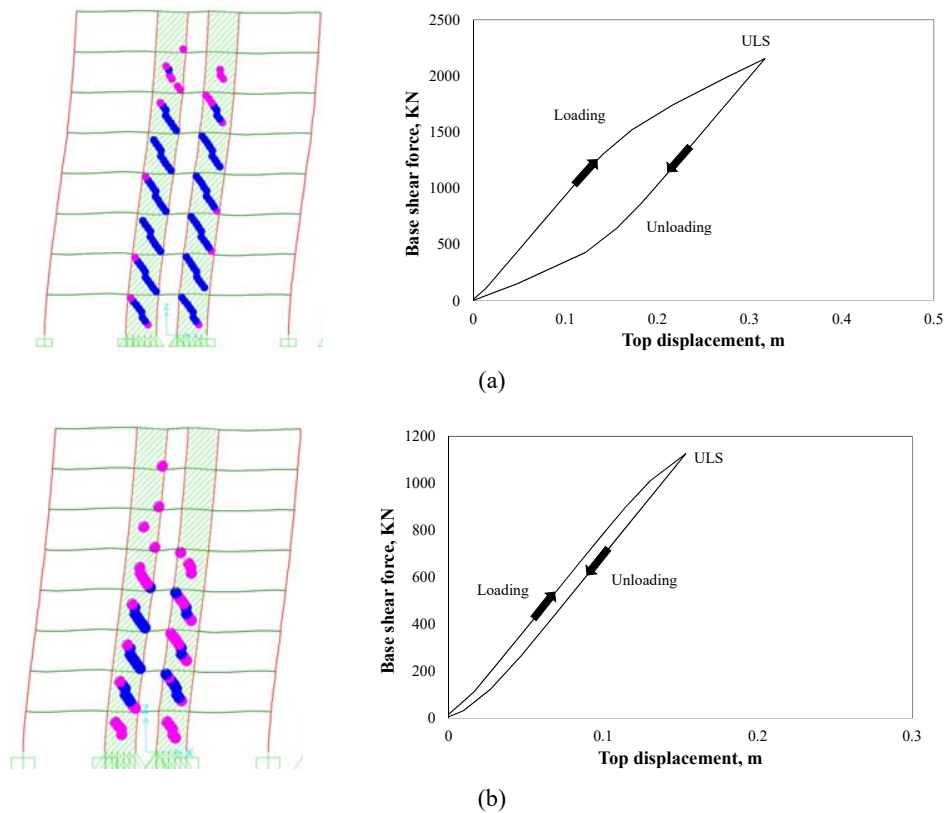 2500
2000
1500
1000
500
0
0
0.1
0.2
0.3
0.4
0.5
Base shear force, KN
Top displacement, m
ULS
Loading
Unloading
(a)
1200
1000
800
600
400
200
0
0
0.1
0.2
0.3
Base shear force, KN
Top displacement, m
ULS
Loading
Unloading
Z
X
(b)